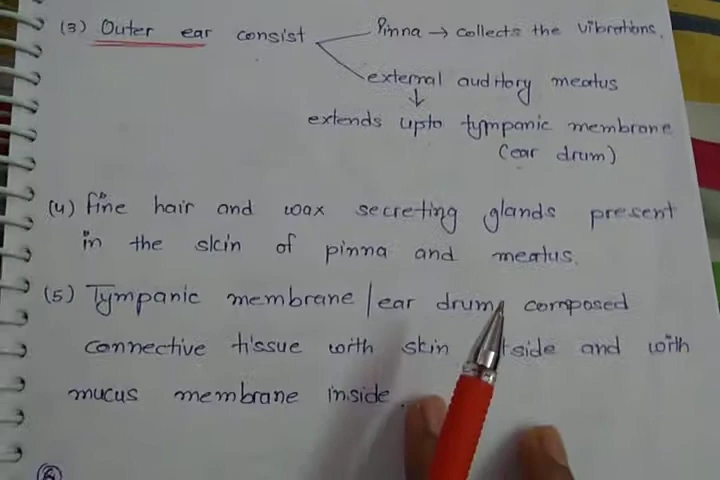 (3) Outer ear consist Pinna → collects the vibrations.
external auditory meatus
↓
extends upto tympanic membrane
(ear drum)
(4) fine hair and wax secreting glands present
in the skin of pinna and meatus.
(5) Tympanic membrane / ear drum composed
connective tissue with skin and with
mucus membrane inside.